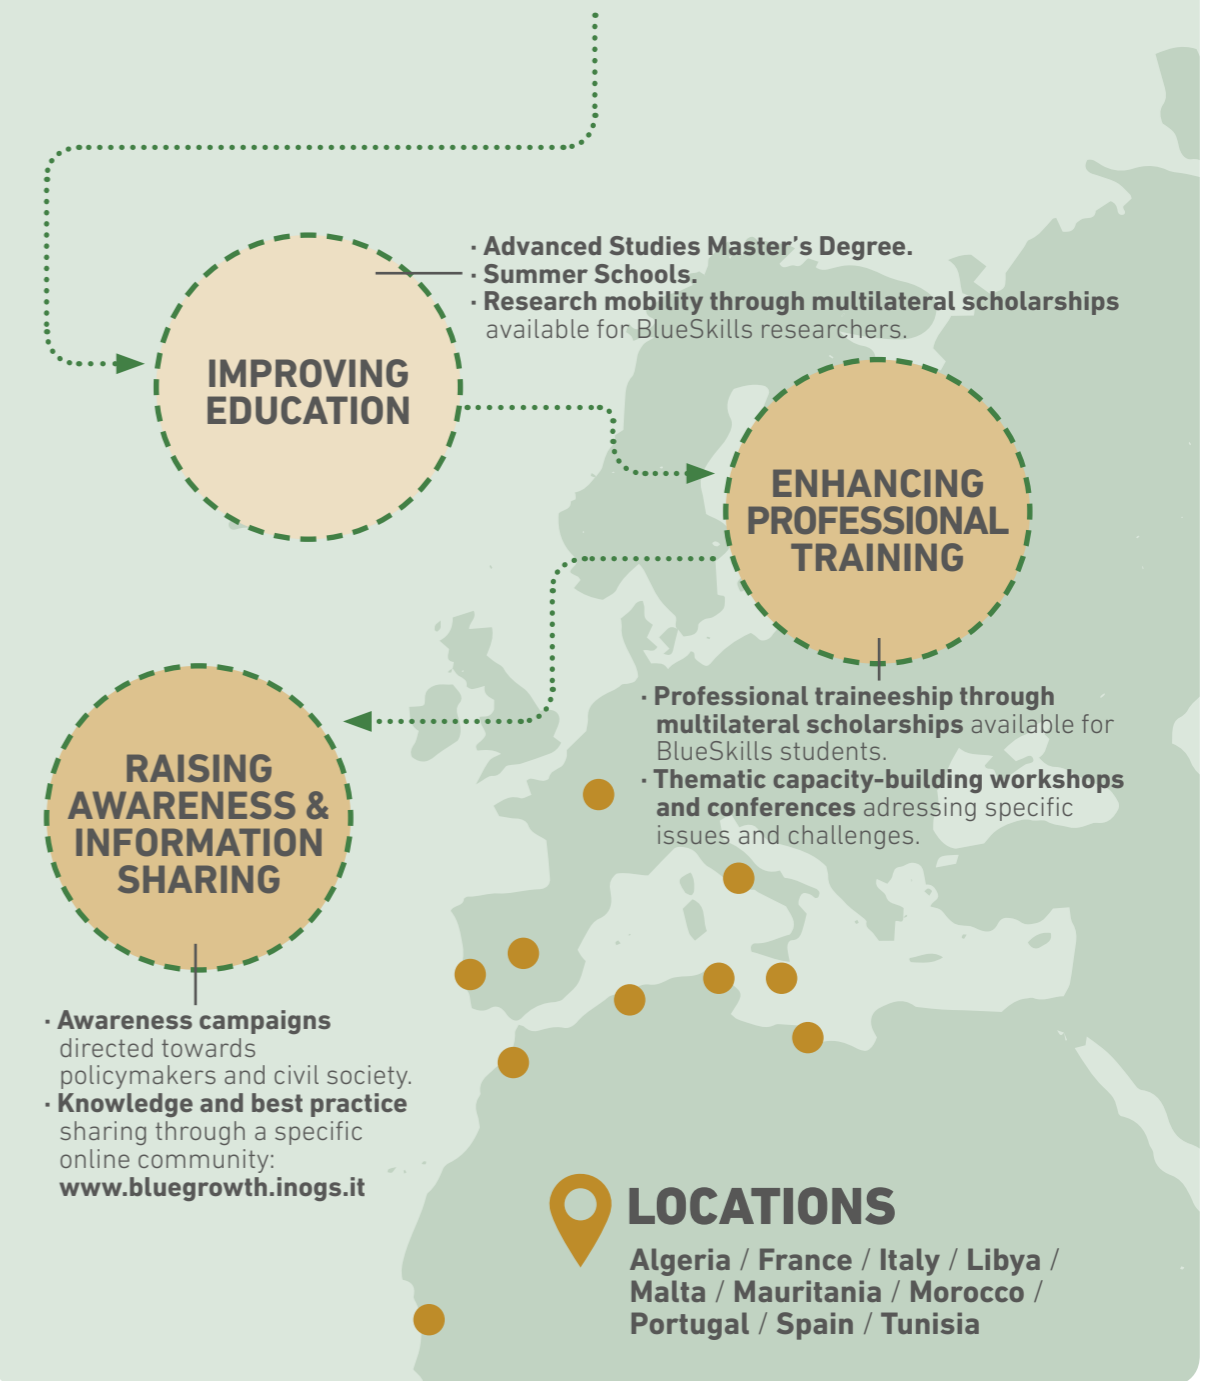 · Advanced Studies Master’s Degree.
· Summer Schools.
· Research mobility through multilateral scholarships
available for BlueSkills researchers.
IMPROVING
EDUCATION
ENHANCING
PROFESSIONAL
TRAINING
· Professional traineeship through
multilateral scholarships available for
BlueSkills students.
· Thematic capacity-building workshops
and conferences adressing specific
issues and challenges.
RAISING
AWARENESS &
INFORMATION
SHARING
· Awareness campaigns
directed towards
policymakers and civil society.
· Knowledge and best practice
sharing through a specific
online community:
www.bluegrowth.inogs.it
LOCATIONS
Algeria / France / Italy / Libya /
Malta / Mauritania / Morocco /
Portugal / Spain / Tunisia